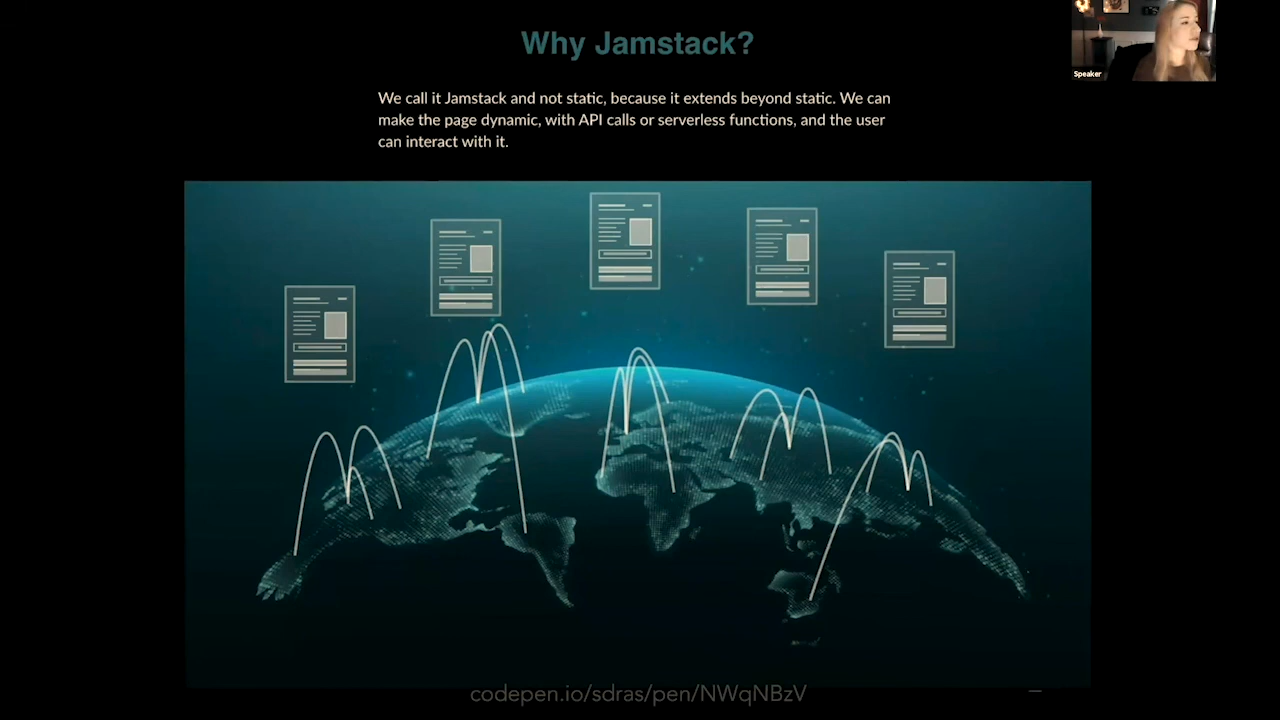 Why Jamstack?
Speaker
We call it Jamstack and not static, because it extends beyond static. We can
make the page dynamic, with API calls or serverless functions, and the user
can interact with it.
codepen.io/sdras/pen/NWqNBzV